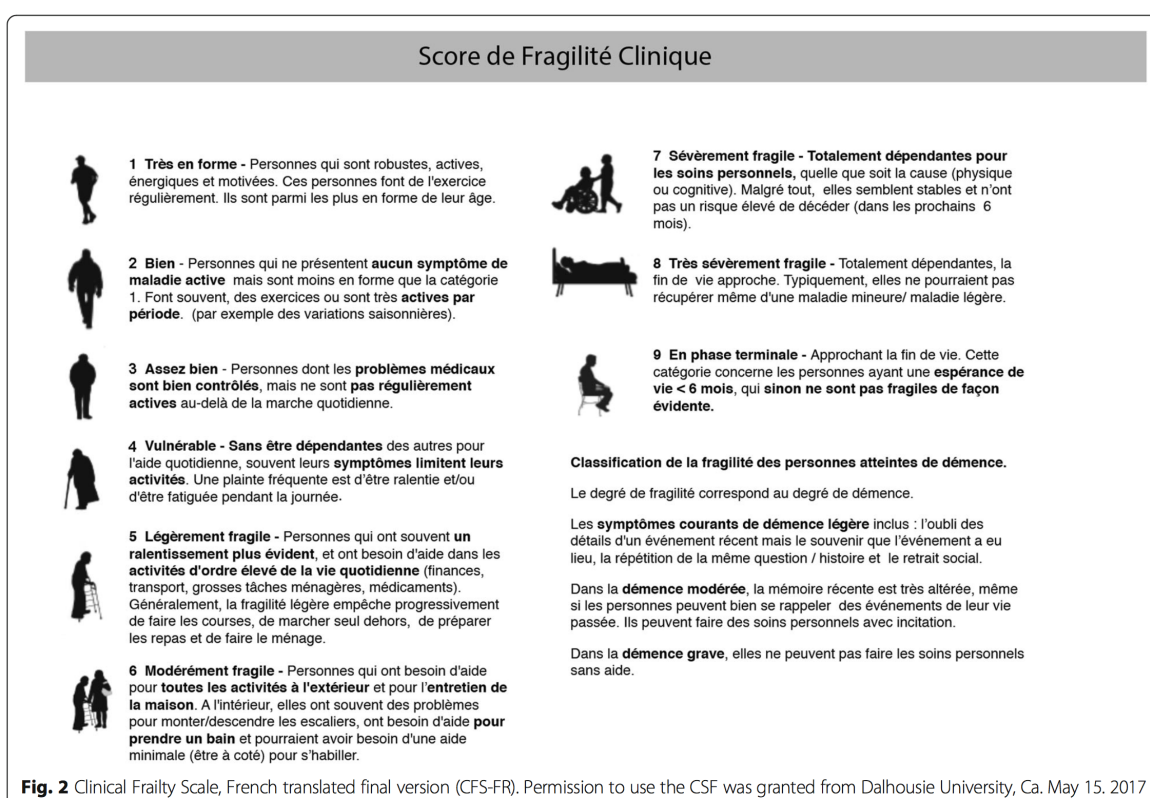 Score de Fragilité Clinique
1 Très en forme - Personnes qui sont robustes, actives,
énergiques et motivées. Ces personnes font de l'exercice
régulièrement. Ils sont parmi les plus en forme de leur âge.
2 Bien - Personnes qui ne présentent aucun symptôme de
maladie active mais sont moins en forme que la catégorie
1. Font souvent, des exercices ou sont très actives par
période. (par exemple des variations saisonnières).
3 Assez bien - Personnes dont les problèmes médicaux
sont bien contrôlés, mais ne sont pas régulièrement
actives au-delà de la marche quotidienne.
4 Vulnérable - Sans être dépendantes des autres pour
l'aide quotidienne, souvent leurs symptômes limitent leurs
activités. Une plainte fréquente est d'être ralentie et/ou
d'être fatiguée pendant la journée.
5 Légèrement fragile - Personnes qui ont souvent un
ralentissement plus évident, et ont besoin d'aide dans les
activités d'ordre élevé de la vie quotidienne (finances,
transport, grosses tâches ménagères, médicaments).
Généralement, la fragilité légère empêche progressivement
de faire les courses, de marcher seul dehors, de préparer
les repas et de faire le ménage.
6 Modérément fragile - Personnes qui ont besoin d'aide
pour toutes les activités à l'extérieur et pour l'entretien de
la maison. A l'intérieur, elles ont souvent des problèmes
pour monter/descendre les escaliers, ont besoin d'aide pour
prendre un bain et pourraient avoir besoin d'une aide
minimale (être à coté) pour s'habiller.
7 Sévèrement fragile - Totalement dépendantes pour
les soins personnels, quelle que soit la cause (physique
ou cognitive). Malgré tout, elles semblent stables et n'ont
pas un risque élevé de décéder (dans les prochains 6
mois).
8 Très sévèrement fragile - Totalement dépendantes, la
fin de vie approche. Typiquement, elles ne pourraient pas
récupérer même d'une maladie mineure/ maladie légère.
9 En phase terminale - Approchant la fin de vie. Cette
catégorie concerne les personnes ayant une espérance de
vie < 6 mois, qui sinon ne sont pas fragiles de façon
évidente.
Classification de la fragilité des personnes atteintes de démence.
Le degré de fragilité correspond au degré de démence.
Les symptômes courants de démence légère inclus : l'oubli des
détails d'un événement récent mais le souvenir que l'événement a eu
lieu, la répétition de la même question / histoire et le retrait social.
Dans la démence modérée, la mémoire récente est très altérée, même
si les personnes peuvent bien se rappeler des événements de leur vie
passée. Ils peuvent faire des soins personnels avec incitation.
Dans la démence grave, elles ne peuvent pas faire les soins personnels
sans aide.
Fig. 2 Clinical Frailty Scale, French translated final version (CFS-FR). Permission to use the CSF was granted from Dalhousie University, Ca. May 15. 2017